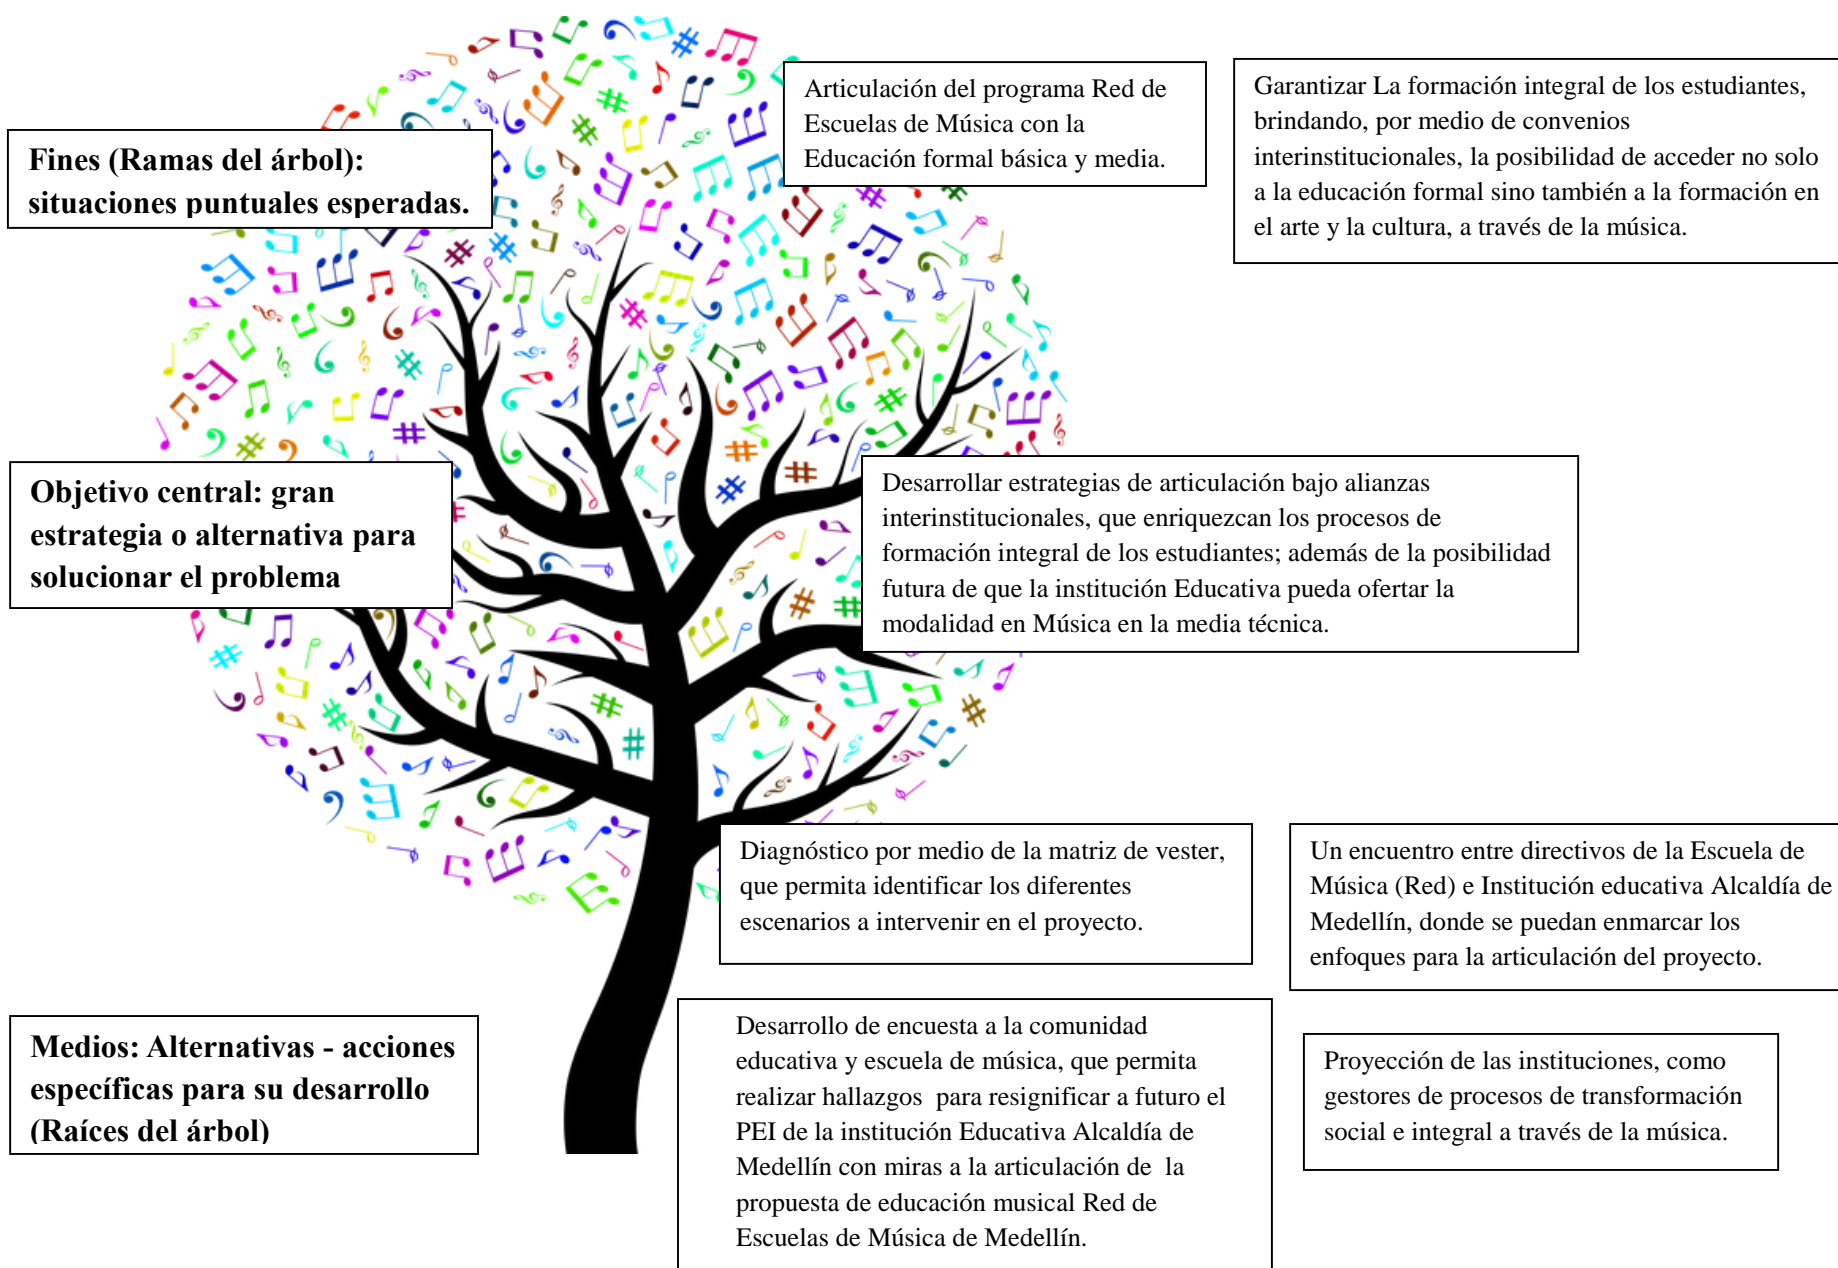 Fines (Ramas del árbol):
situaciones puntuales esperadas.
Articulación del programa Red de
Escuelas de Música con la
Educación formal básica y media.
Garantizar La formación integral de los estudiantes,
brindando, por medio de convenios
interinstitucionales, la posibilidad de acceder no solo
a la educación formal sino también a la formación en
el arte y la cultura, a través de la música.
Objetivo central: gran
estrategia o alternativa para
solucionar el problema
Desarrollar estrategias de articulación bajo alianzas
interinstitucionales, que enriquezcan los procesos de
formación integral de los estudiantes; además de la posibilidad
futura de que la institución Educativa pueda ofertar la
modalidad en Música en la media técnica.
Diagnóstico por medio de la matriz de vester,
que permita identificar los diferentes
escenarios a intervenir en el proyecto.
Un encuentro entre directivos de la Escuela de
Música (Red) e Institución educativa Alcaldía de
Medellín, donde se puedan enmarcar los
enfoques para la articulación del proyecto.
Medios: Alternativas - acciones
específicas para su desarrollo
(Raíces del árbol)
Desarrollo de encuesta a la comunidad
educativa y escuela de música, que permita
realizar hallazgos  para resignificar a futuro el
PEI de la institución Educativa Alcaldía de
Medellín con miras a la articulación de  la
propuesta de educación musical Red de
Escuelas de Música de Medellín.
Proyección de las instituciones, como
gestores de procesos de transformación
social e integral a través de la música.